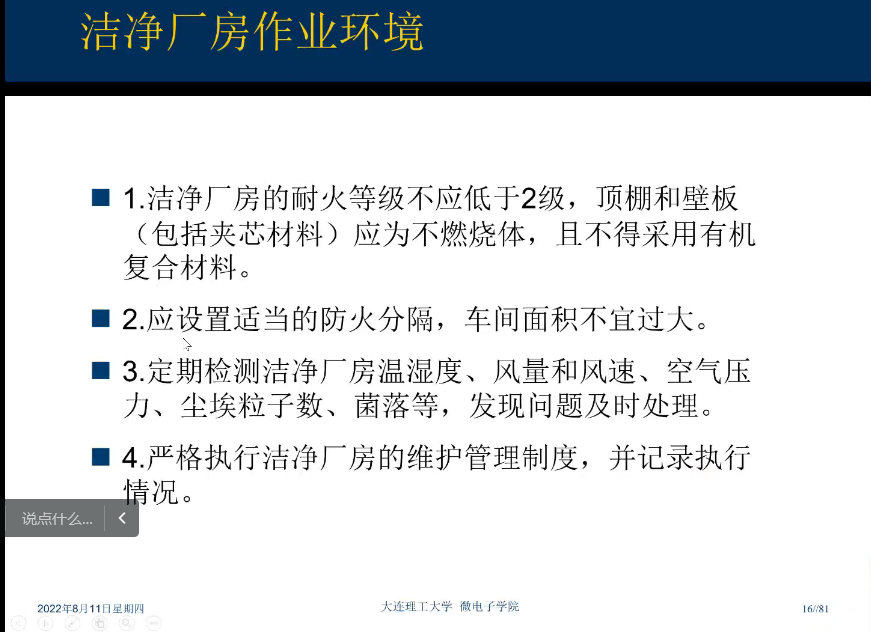 洁净厂房作业环境
1.洁净厂房的耐火等级不应低于2级，顶棚和壁板
（包括夹芯材料）应为不燃烧体，且不得采用有机
复合材料。
2.应设置适当的防火分隔，车间面积不宜过大。
3.定期检测洁净厂房温湿度、风量和风速、空气压
力、尘埃粒子数、菌落等，发现问题及时处理。
4.严格执行洁净厂房的维护管理制度，并记录执行
情况。
说点什么...
2022年8月11日星期四
大连理工大学 微电子学院
16//81